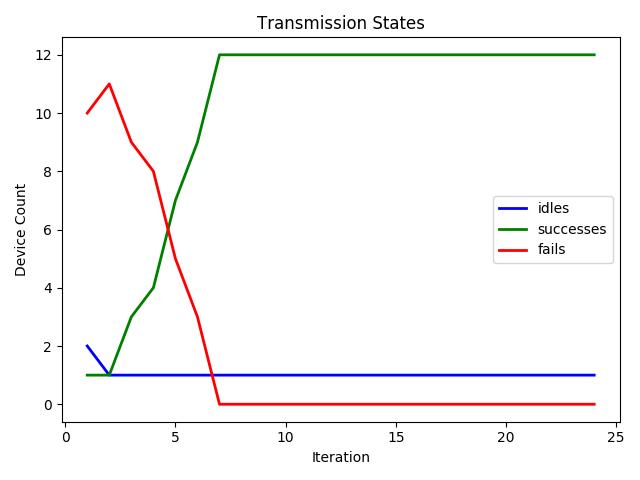 Transmission States
Device Count
12
10
8
6
4
2
0
idles
successes
fails
0 5 10 15 20 25
Iteration